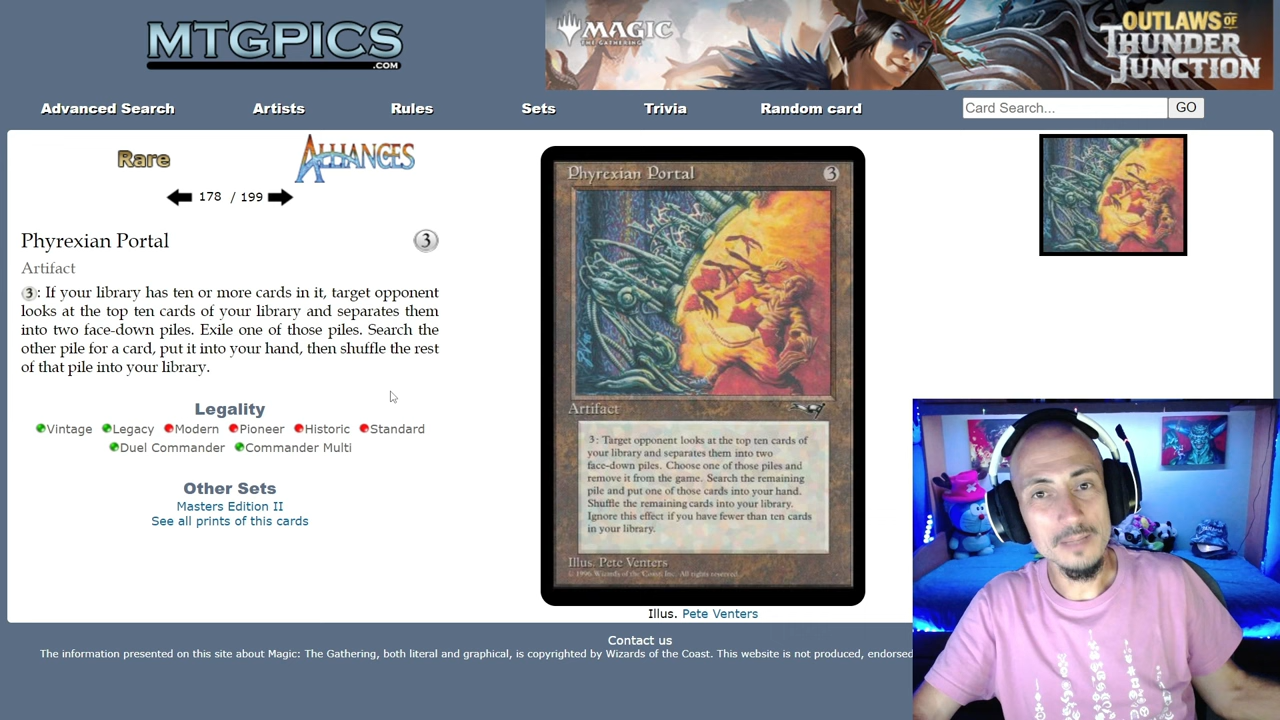 MTGPICS
.COM
MAGIC
THE GATHERING
OUTLAWS OF
THUNDER
JUNCTION
Advanced Search
Artists
Rules
Sets
Trivia
Random card
Card Search...
GO
Rare
ALLIANCES
178 / 199
Phyrexian Portal
3
Artifact
3: If your library has ten or more cards in it, target opponent
looks at the top ten cards of your library and separates them
into two face-down piles. Exile one of those piles. Search the
other pile for a card, put it into your hand, then shuffle the rest
of that pile into your library.
Legality
Vintage Legacy Modern Pioneer Historic Standard
Duel Commander Commander Multi
Other Sets
Masters Edition II
See all prints of this cards
Phyrexian Portal
3
Artifact
3: Target opponent looks at the top ten cards of
your library and separates them into two
face-down piles. Choose one of those piles and
remove it from the game. Search the remaining
pile and put one of those cards into your hand.
Shuffle the remaining cards into your library.
Ignore this effect if you have fewer than ten cards
in your library.
Illus. Pete Venters
© 1996 Wizards of the Coast, Inc. All rights reserved.
Illus. Pete Venters
Contact us
The information presented on this site about Magic: The Gathering, both literal and graphical, is copyrighted by Wizards of the Coast. This website is not produced, endorsed